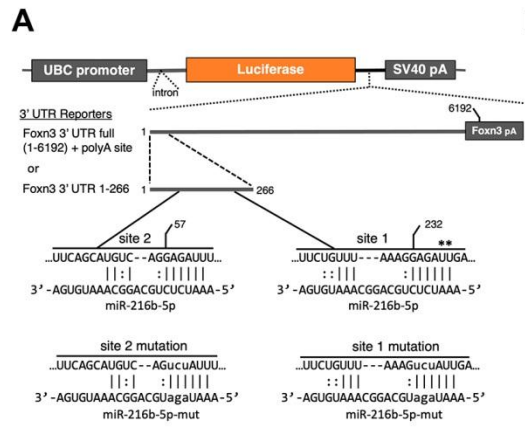 A
UBC promoter
Luciferase
SV40 pA
intron
3' UTR Reporters
6192
Foxn3 3' UTR full
(1-6192) + polyA site
1
Foxn3 pA
or
Foxn3 3' UTR 1-266
1
266
site 2
57
site 1
232
**
…UUCAGCAUGUC--AGGAGAUUU…
…UUCUGUUU---AAAGGAGAUUGA…
3'-AGUGUAAACGGACGUCUCUAAA-5'
3'-AGUGUAAACGGACGUCUCUAAA-5'
miR-216b-5p
miR-216b-5p
site 2 mutation
site 1 mutation
…UUCAGCAUGUC--AGucuAUUU…
…UUCUGUUU---AAAGucuAUUGA…
3'-AGUGUAAACGGACGUagaUAAA-5'
3'-AGUGUAAACGGACGUagaUAAA-5'
miR-216b-5p-mut
miR-216b-5p-mut